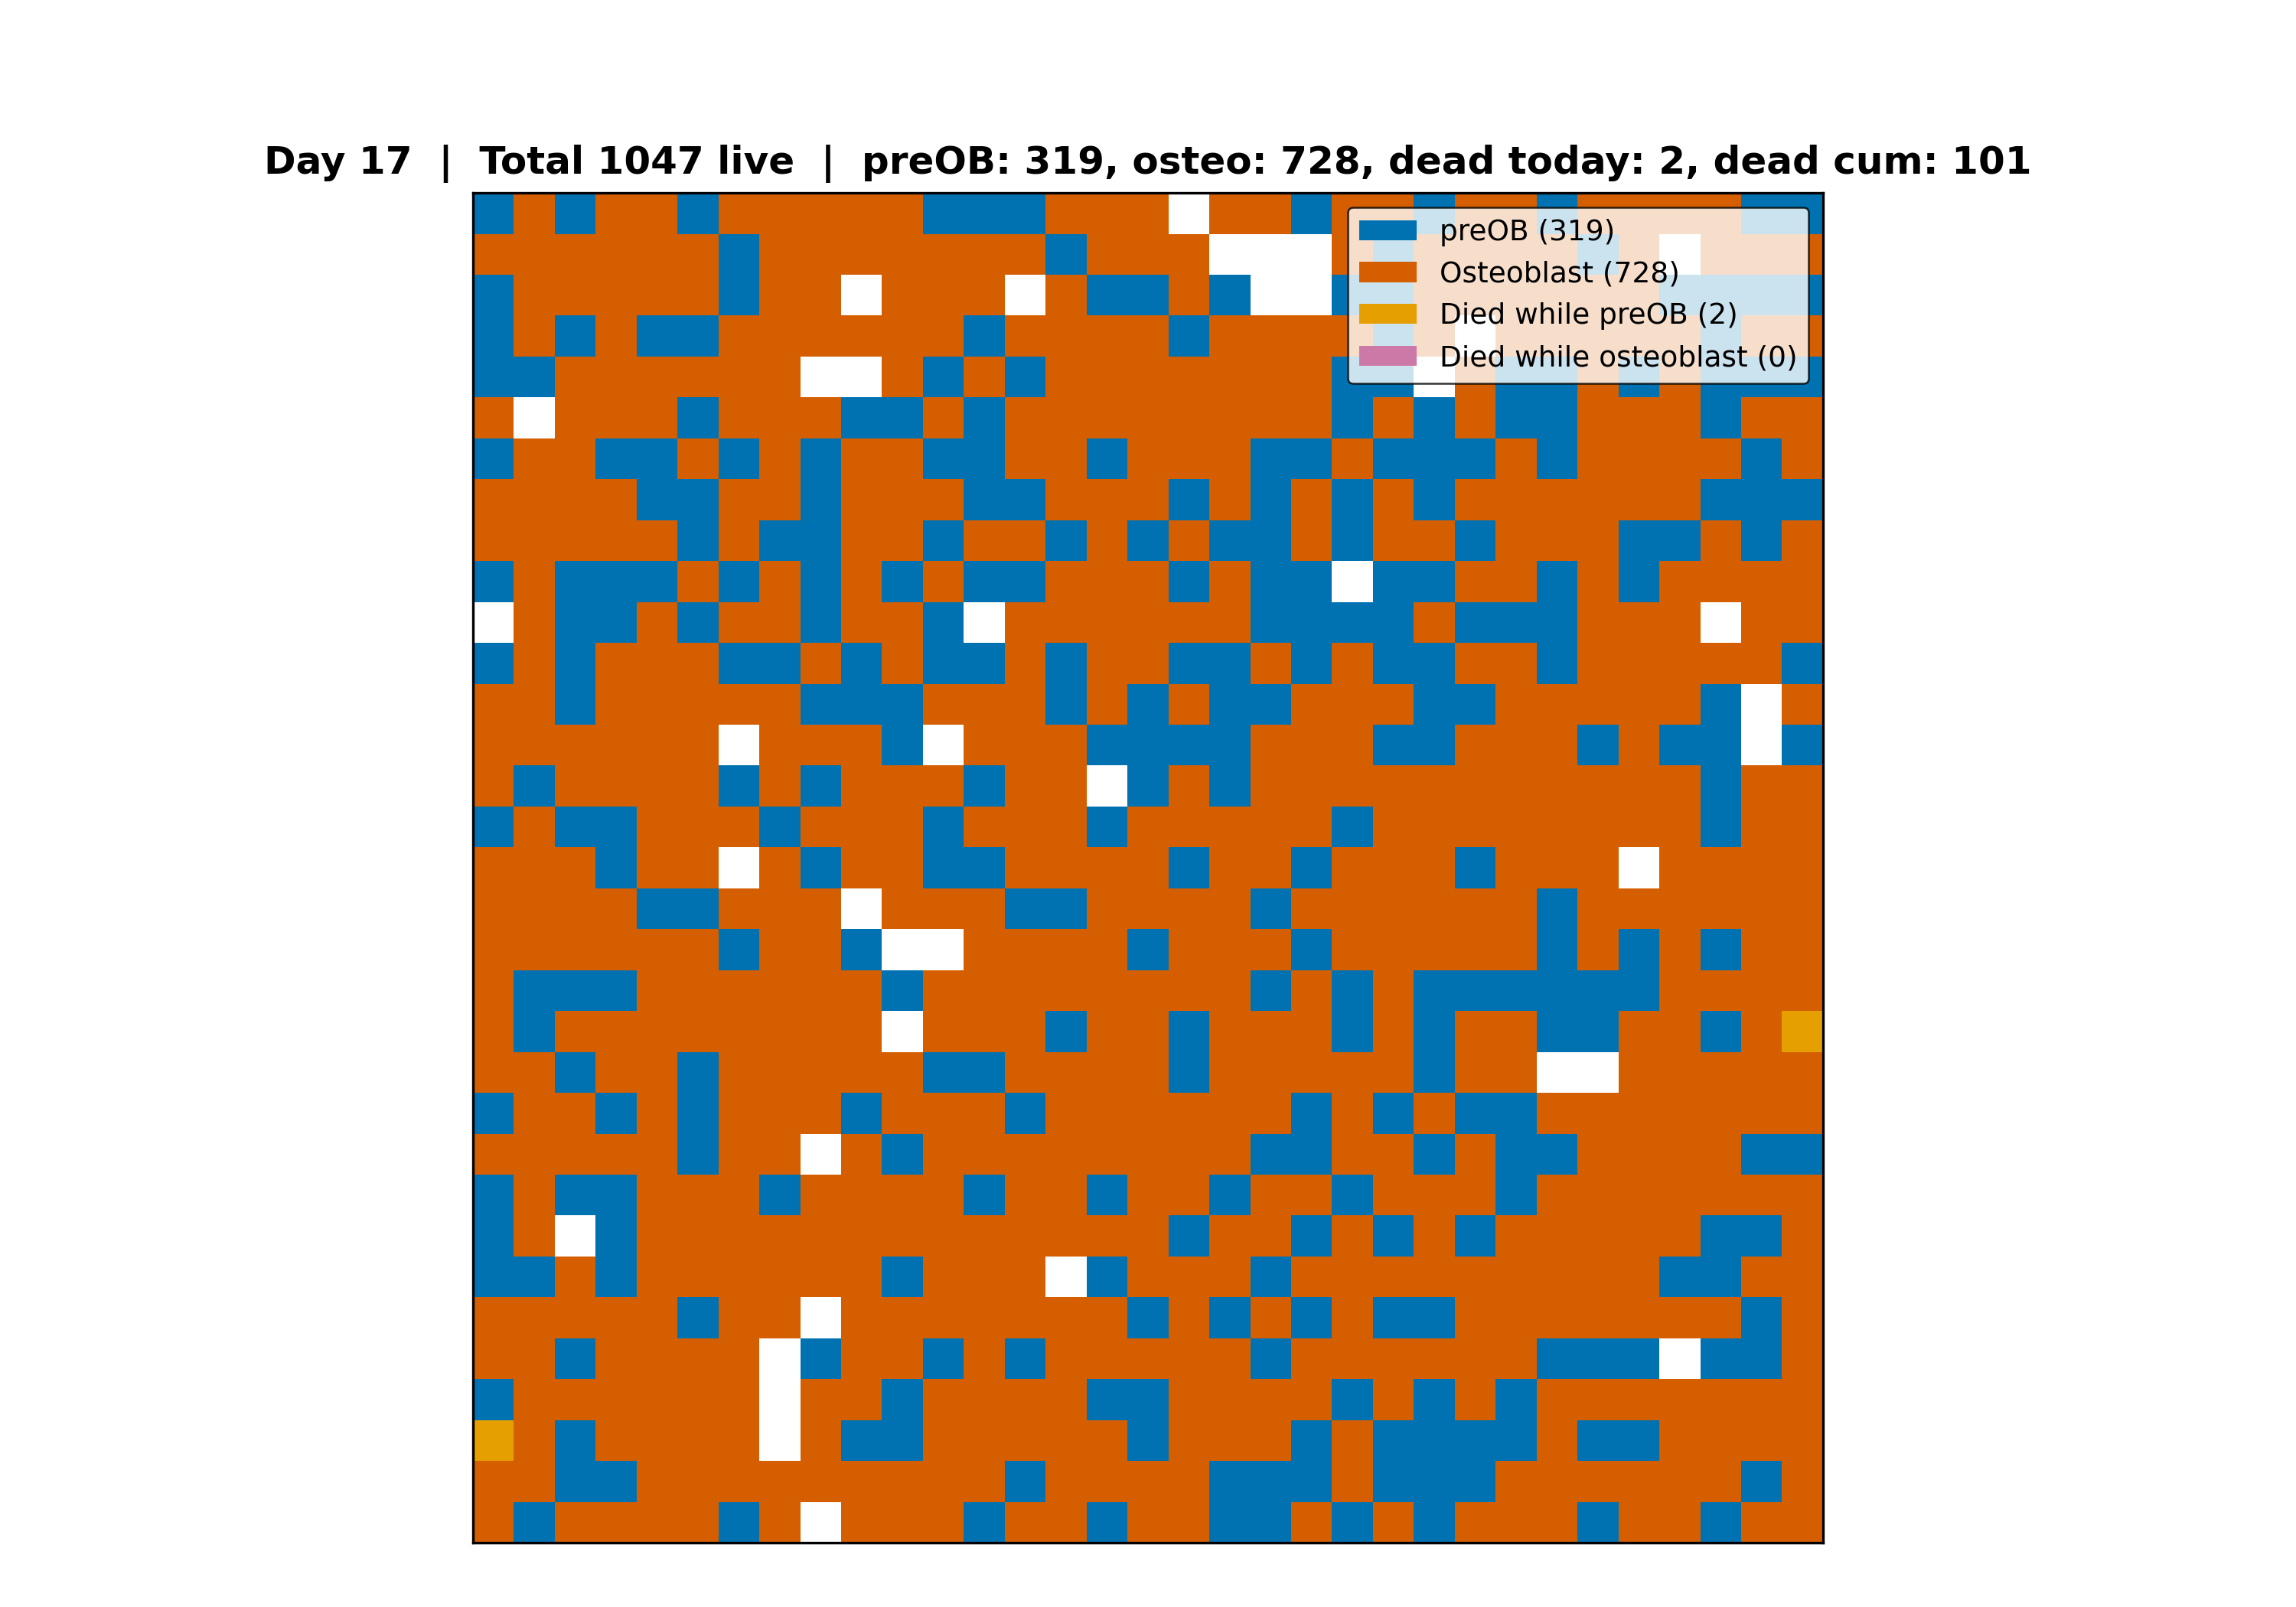 Day 17 | Total 1047 live | preOB: 319, osteo: 728, dead today: 2, dead cum: 101
preOB (319)
Osteoblast (728)
Died while preOB (2)
Died while osteoblast (0)